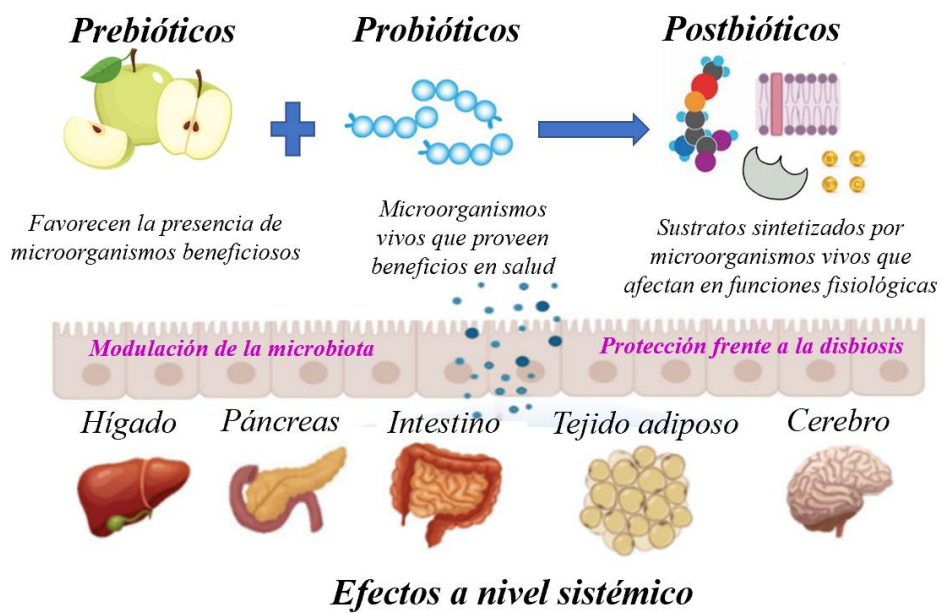 Prebióticos
Probióticos
Postbióticos
Favorecen la presencia de
microorganismos beneficiosos
Microorganismos
vivos que proveen
beneficios en salud
Sustratos sintetizados por
microorganismos vivos que
afectan en funciones fisiológicas
Modulación de la microbiota
Protección frente a la disbiosis
Hígado
Páncreas
Intestino
Tejido adiposo
Cerebro
Efectos a nivel sistémico